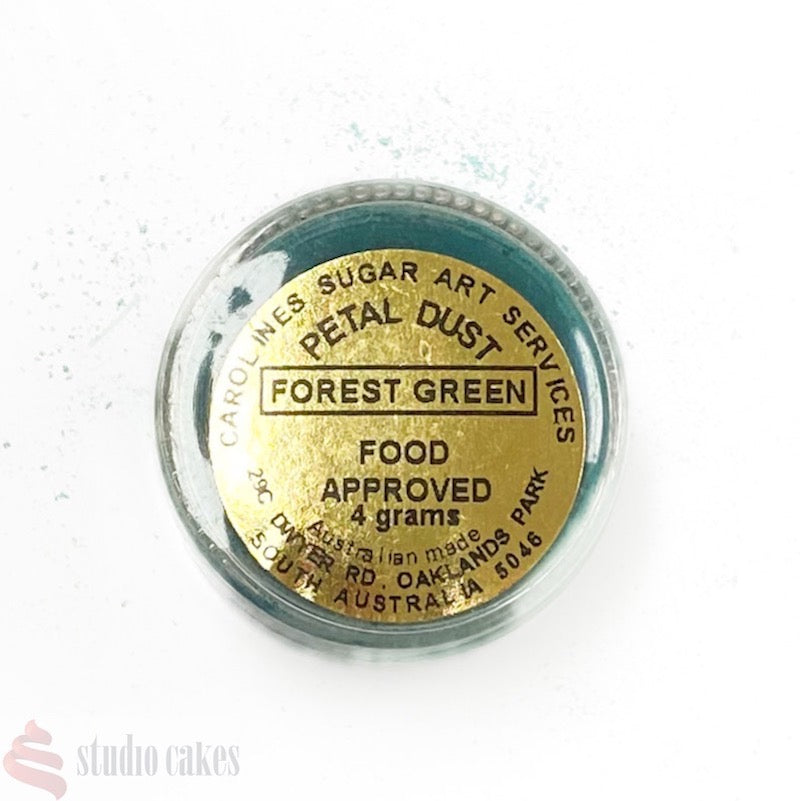 CAROLINES SUGAR ART SERVICES
PETAL DUST
FOREST GREEN
FOOD
APPROVED
4 grams
Australian made
29C DWYER RD. OAKLANDS PARK
SOUTH AUSTRALIA 5046
studio cakes